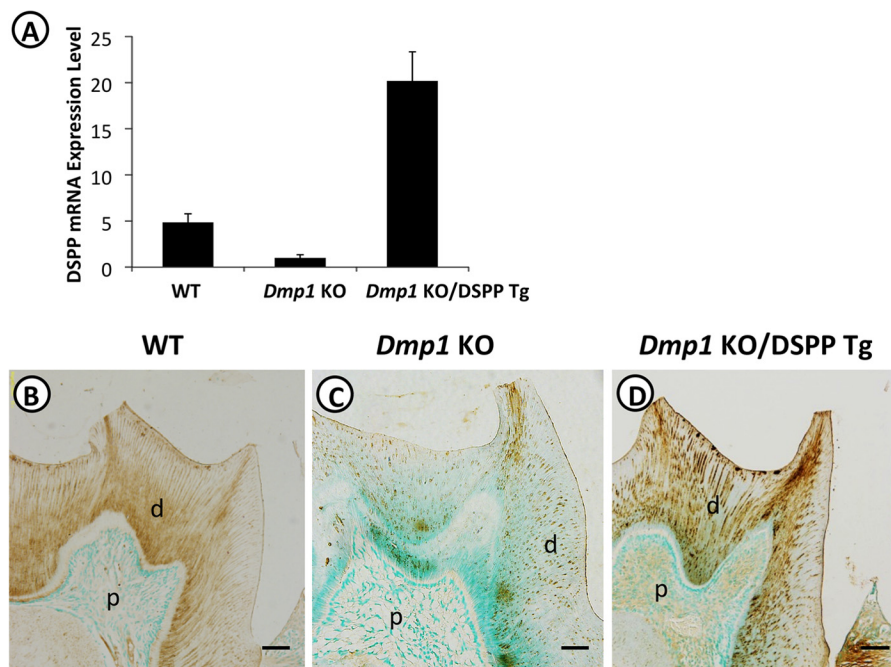 A
DSPP mRNA Expression Level
25
20
15
10
5
0
WT
Dmp1 KO
Dmp1 KO/DSPP Tg
WT
Dmp1 KO
Dmp1 KO/DSPP Tg
B
C
D
d
p
d
p
d
p